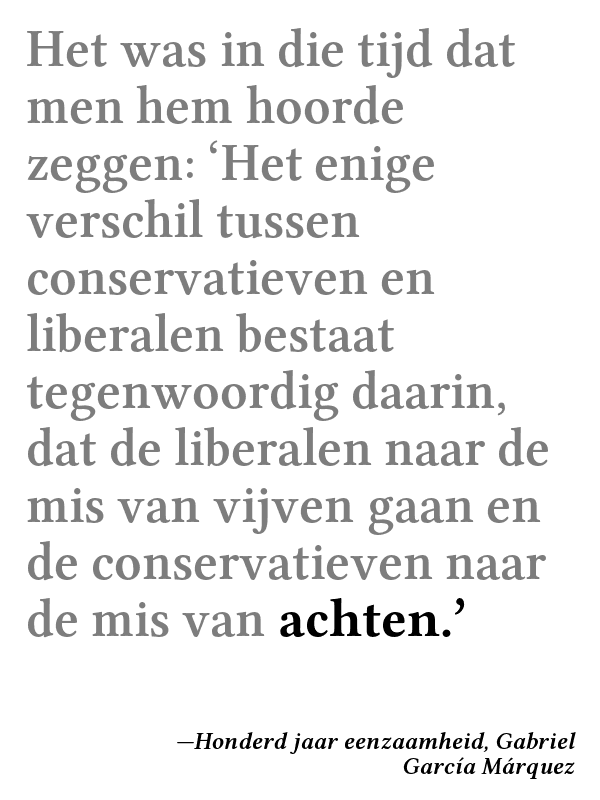 Het was in die tijd dat
men hem hoorde
zeggen: ‘Het enige
verschil tussen
conservatieven en
liberalen bestaat
tegenwoordig daarin,
dat de liberalen naar de
mis van vijven gaan en
de conservatieven naar
de mis van achten.’
—Honderd jaar eenzaamheid, Gabriel
García Márquez